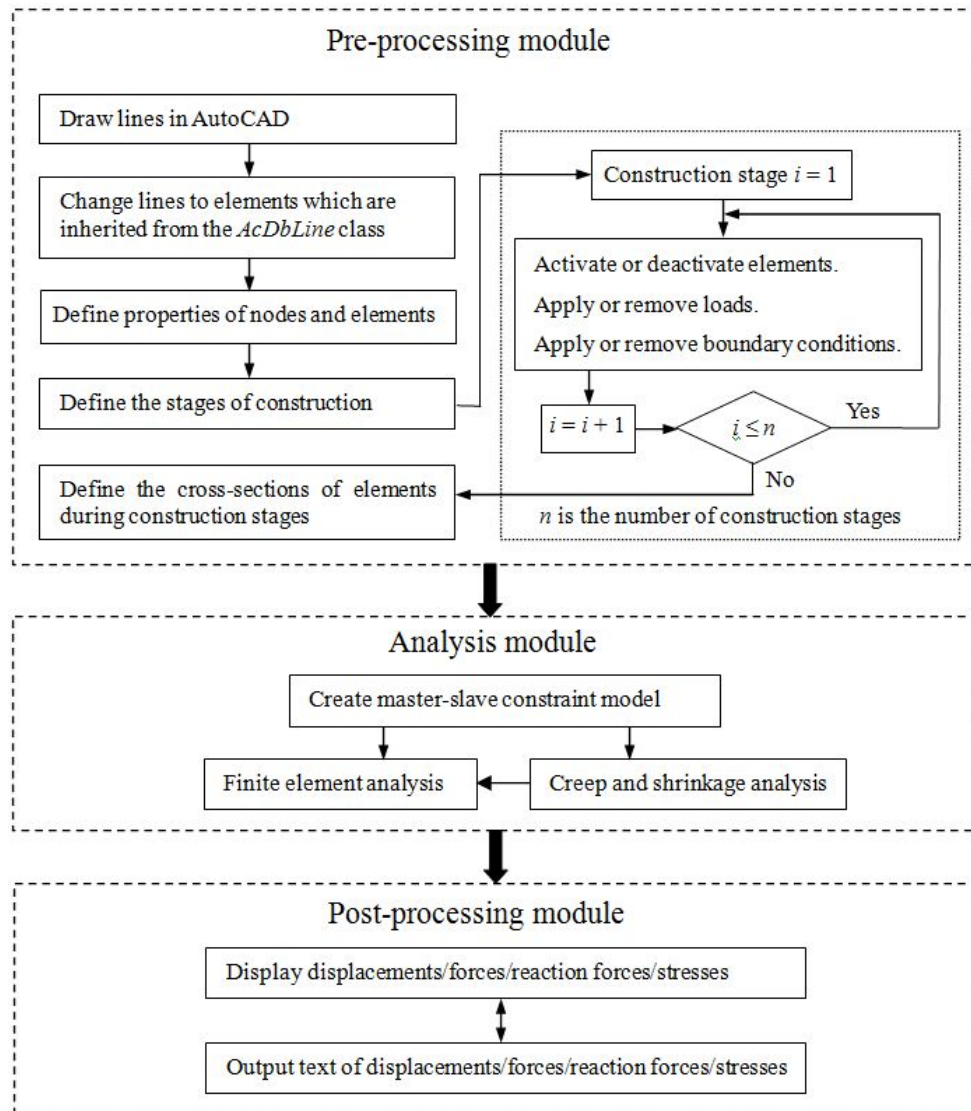 Pre-processing module
Draw lines in AutoCAD
Change lines to elements which are
inherited from the AcDbLine class
Define properties of nodes and elements
Define the stages of construction
Define the cross-sections of elements
during construction stages
Construction stage i = 1
Activate or deactivate elements.
Apply or remove loads.
Apply or remove boundary conditions.
i = i + 1
i ≤ n
Yes
No
n is the number of construction stages
Analysis module
Create master-slave constraint model
Finite element analysis
Creep and shrinkage analysis
Post-processing module
Display displacements/forces/reaction forces/stresses
Output text of displacements/forces/reaction forces/stresses